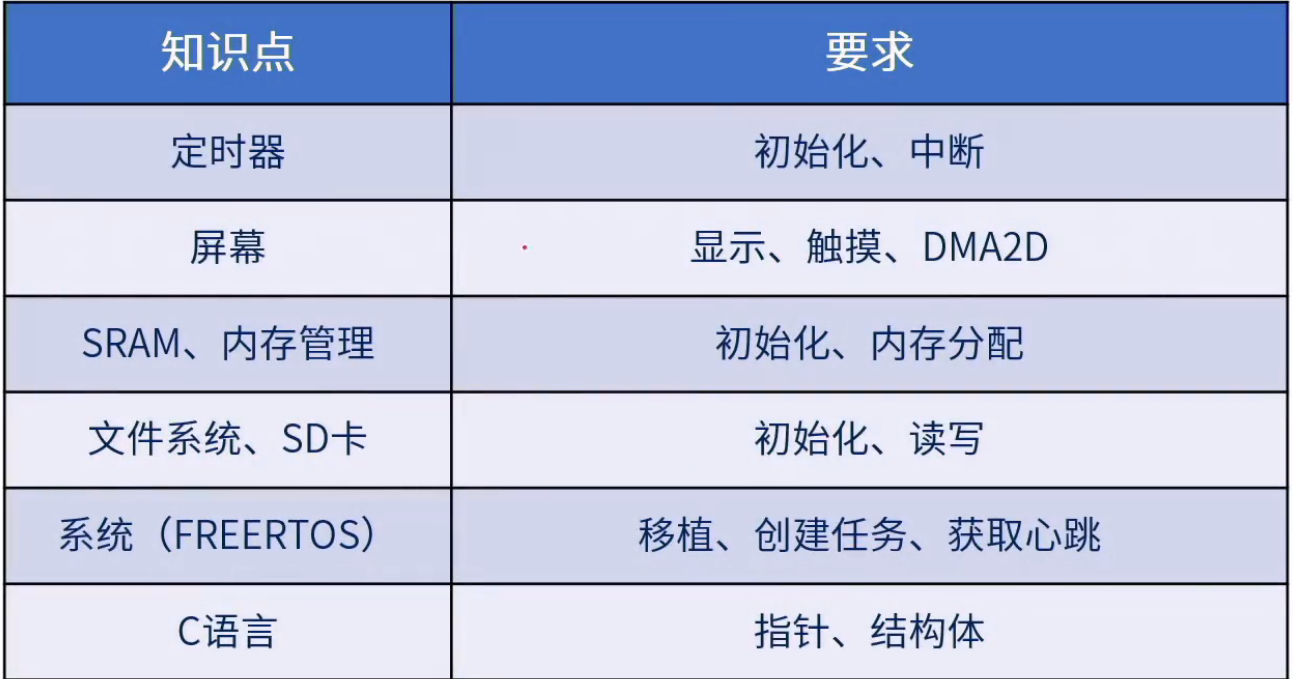 知识点 要求
定时器 初始化、中断
屏幕 显示、触摸、DMA2D
SRAM、内存管理 初始化、内存分配
文件系统、SD卡 初始化、读写
系统（FREERTOS） 移植、创建任务、获取心跳
C语言 指针、结构体